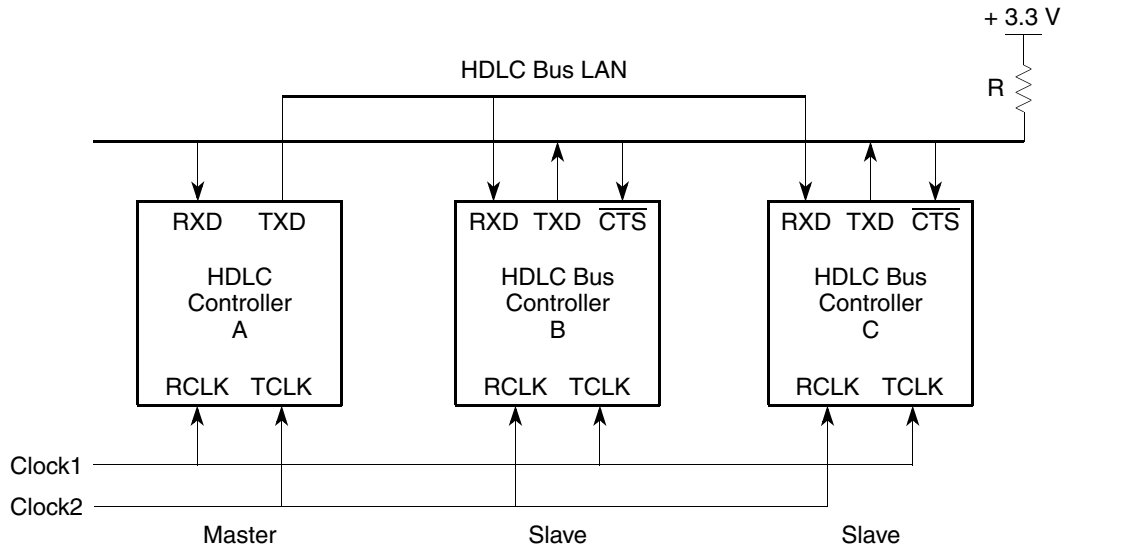 + 3.3 V
HDLC Bus LAN
R
RXD TXD
RXD TXD CTS
RXD TXD CTS
HDLC
Controller
A
HDLC Bus
Controller
B
HDLC Bus
Controller
C
RCLK TCLK
RCLK TCLK
RCLK TCLK
Clock1
Clock2
Master
Slave
Slave